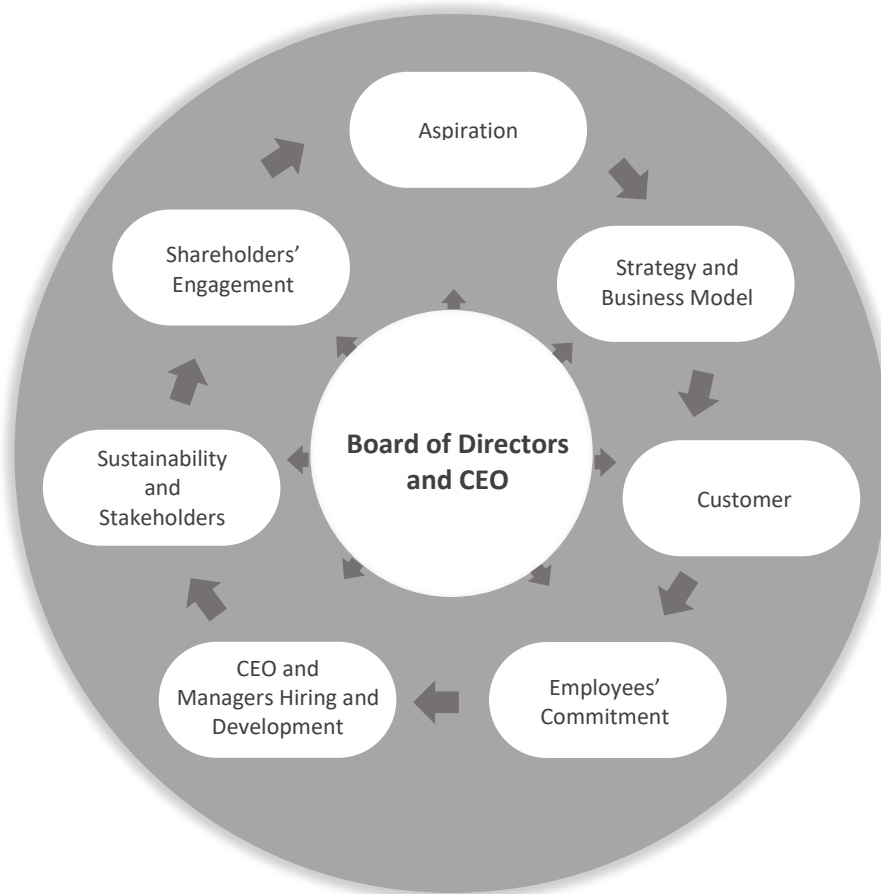 Aspiration
Strategy and
Business Model
Customer
Employees’
Commitment
CEO and
Managers Hiring and
Development
Sustainability
and
Stakeholders
Shareholders’
Engagement
Board of Directors
and CEO